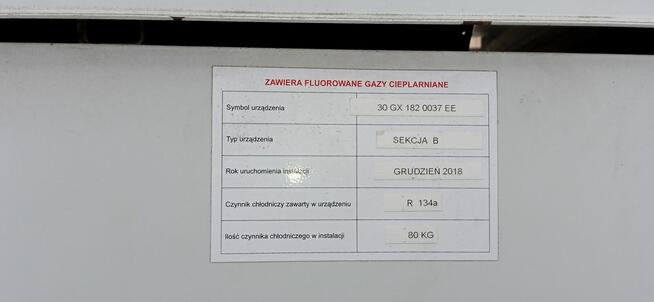 ZAWIERA FLUOROWANE GAZY CIEPLARNIANE
Symbol urządzenia 30 GX 182 0037 EE
Typ urządzenia SEKCJA B
Rok uruchomienia instalacji GRUDZIEŃ 2018
Czynnik chłodniczy zawarty w urządzeniu R 134a
Ilość czynnika chłodniczego w instalacji 80 KG